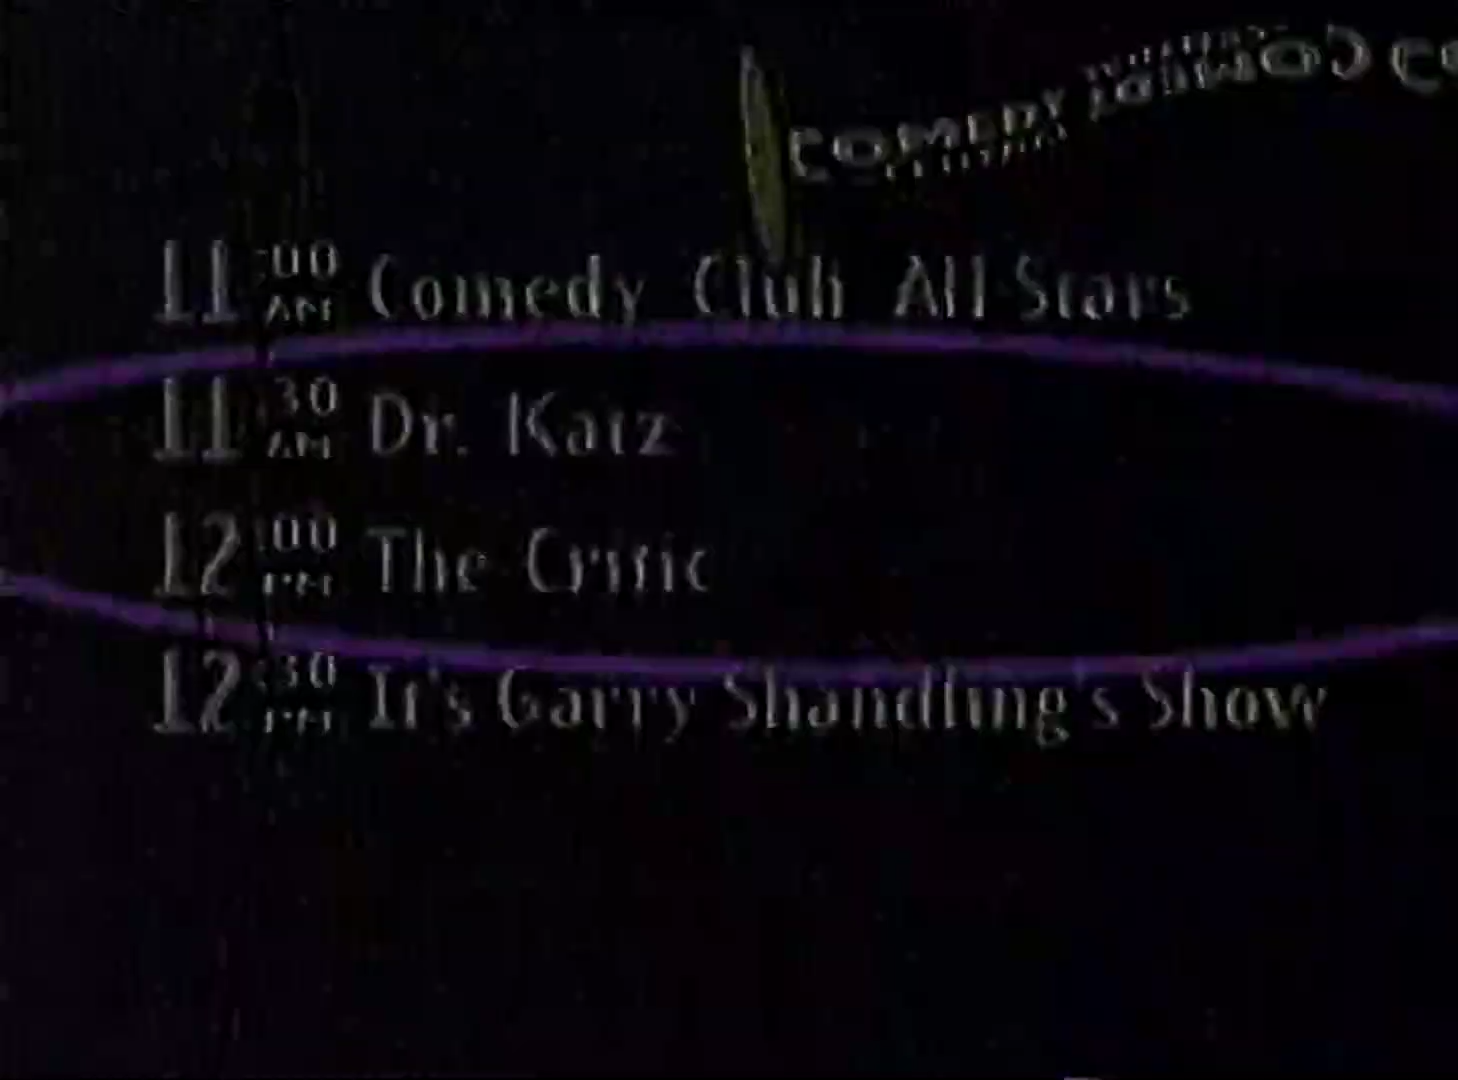 COMEDY
11:00 AM Comedy Club All-Stars
11:30 AM Dr. Katz
12:00 PM The Critic
12:30 PM It's Garry Shandling's Show